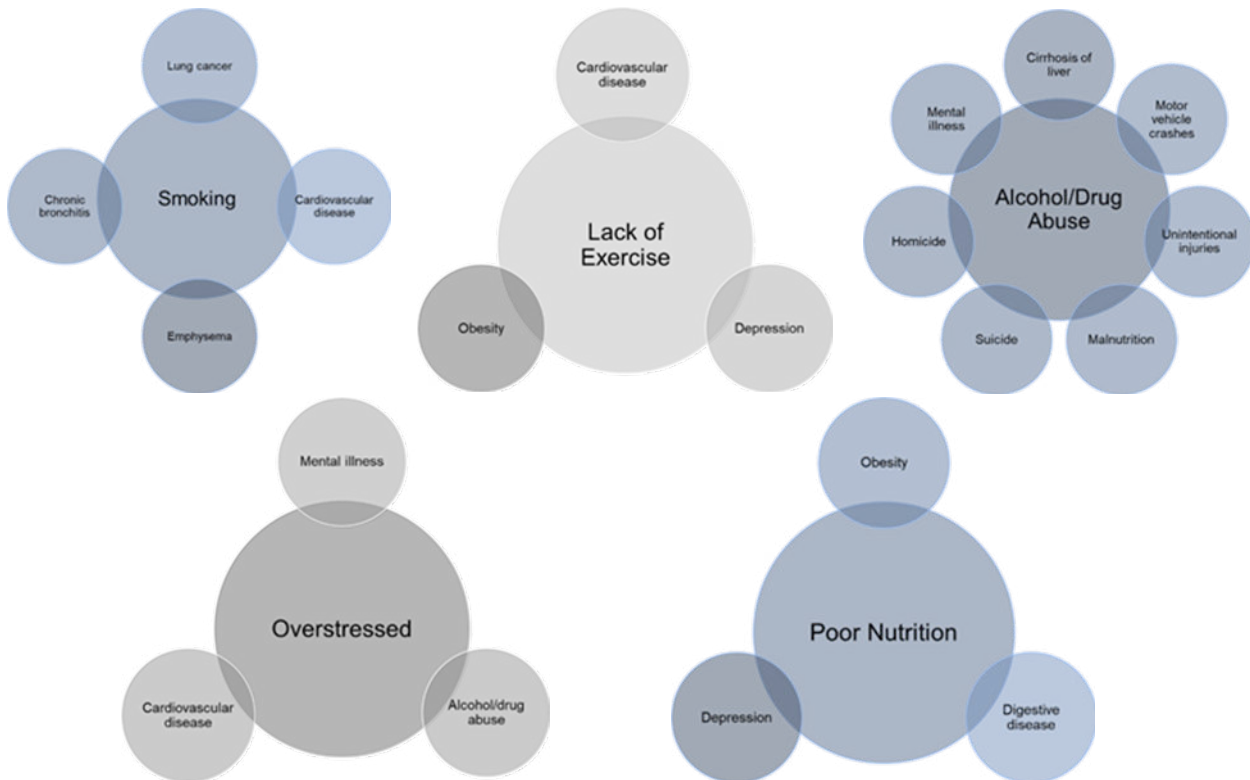 Lung cancer
Chronic
bronchitis
Smoking
Cardiovascular
disease
Emphysema
Cardiovascular
disease
Lack of
Exercise
Obesity
Depression
Cirrhosis of
liver
Mental
illness
Motor
vehicle
crashes
Alcohol/Drug
Abuse
Homicide
Unintentional
injuries
Suicide
Malnutrition
Mental illness
Overstressed
Cardiovascular
disease
Alcohol/drug
abuse
Obesity
Poor Nutrition
Depression
Digestive
disease